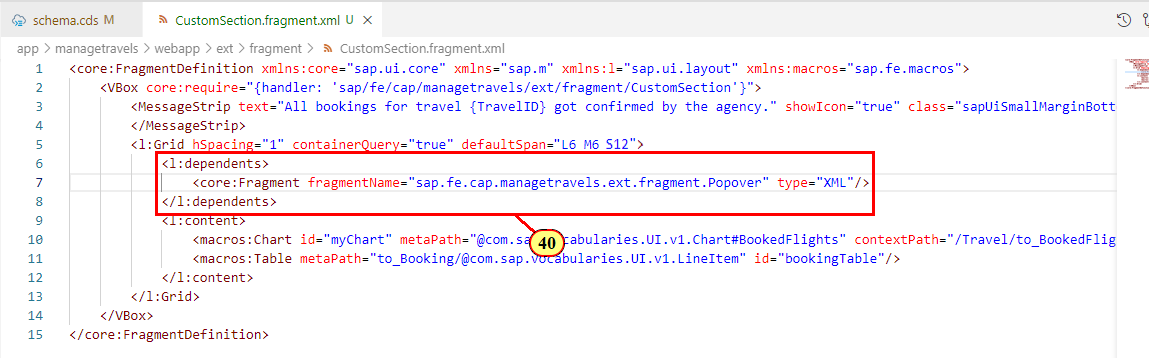 schema.cds M CustomSection.fragment.xml U
app > managetravels > webapp > ext > fragment > CustomSection.fragment.xml
1 <core:FragmentDefinition xmlns:core="sap.ui.core" xmlns="sap.m" xmlns:l="sap.ui.layout" xmlns:macros="sap.fe.macros">
2 <VBox core:require="{handler: 'sap/fe/cap/managetravels/ext/fragment/CustomSection'}">
3 <MessageStrip text="All bookings for travel {TravelID} got confirmed by the agency." showIcon="true" class="sapUiSmallMarginBott
4 </MessageStrip>
5 <l:Grid hSpacing="1" containerQuery="true" defaultSpan="L6 M6 S12">
6 <l:dependents>
7 <core:Fragment fragmentName="sap.fe.cap.managetravels.ext.fragment.Popover" type="XML"/>
8 </l:dependents>
9 <l:content>
40
10 <macros:Chart id="myChart" metaPath="@com.sap.vocabularies.UI.v1.Chart#BookedFlights" contextPath="/Travel/to_BookedFlig
11 <macros:Table metaPath="to_Booking/@com.sap.vocabularies.UI.v1.LineItem" id="bookingTable"/>
12 </l:content>
13 </l:Grid>
14 </VBox>
15 </core:FragmentDefinition>